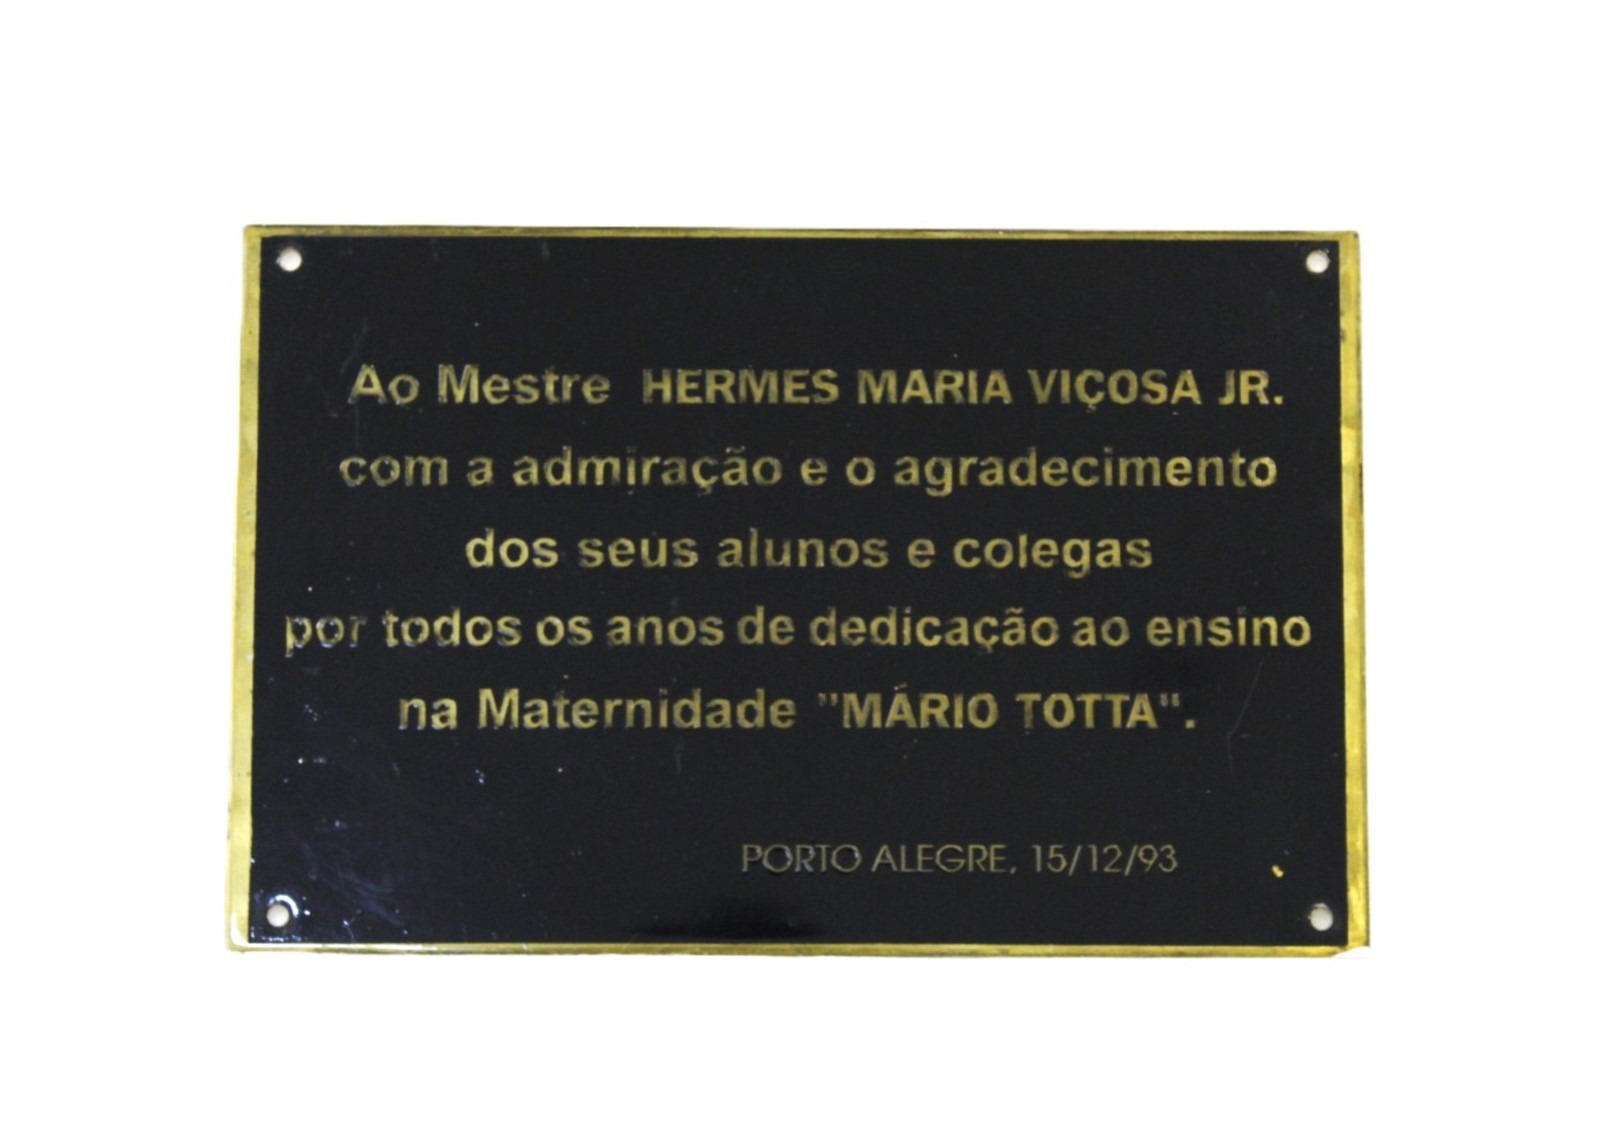 Ao Mestre HERMES MARIA VIÇOSA JR.
com a admiração e o agradecimento
dos seus alunos e colegas
por todos os anos de dedicação ao ensino
na Maternidade "MÁRIO TOTTA".
PORTO ALEGRE, 15/12/93